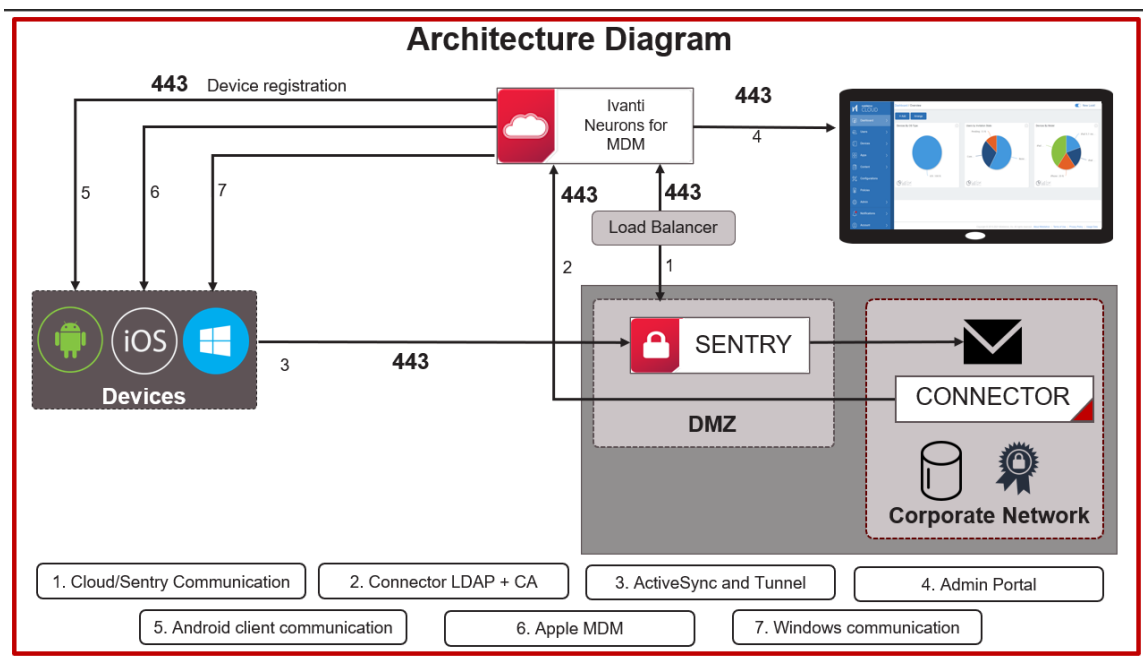 Architecture Diagram
443 Device registration
Ivanti
Neurons for
MDM
443
4
5
6
7
443
443
Load Balancer
2
1
iOS
Devices
3
443
SENTRY
DMZ
CONNECTOR
Corporate Network
1. Cloud/Sentry Communication
2. Connector LDAP + CA
3. ActiveSync and Tunnel
4. Admin Portal
5. Android client communication
6. Apple MDM
7. Windows communication